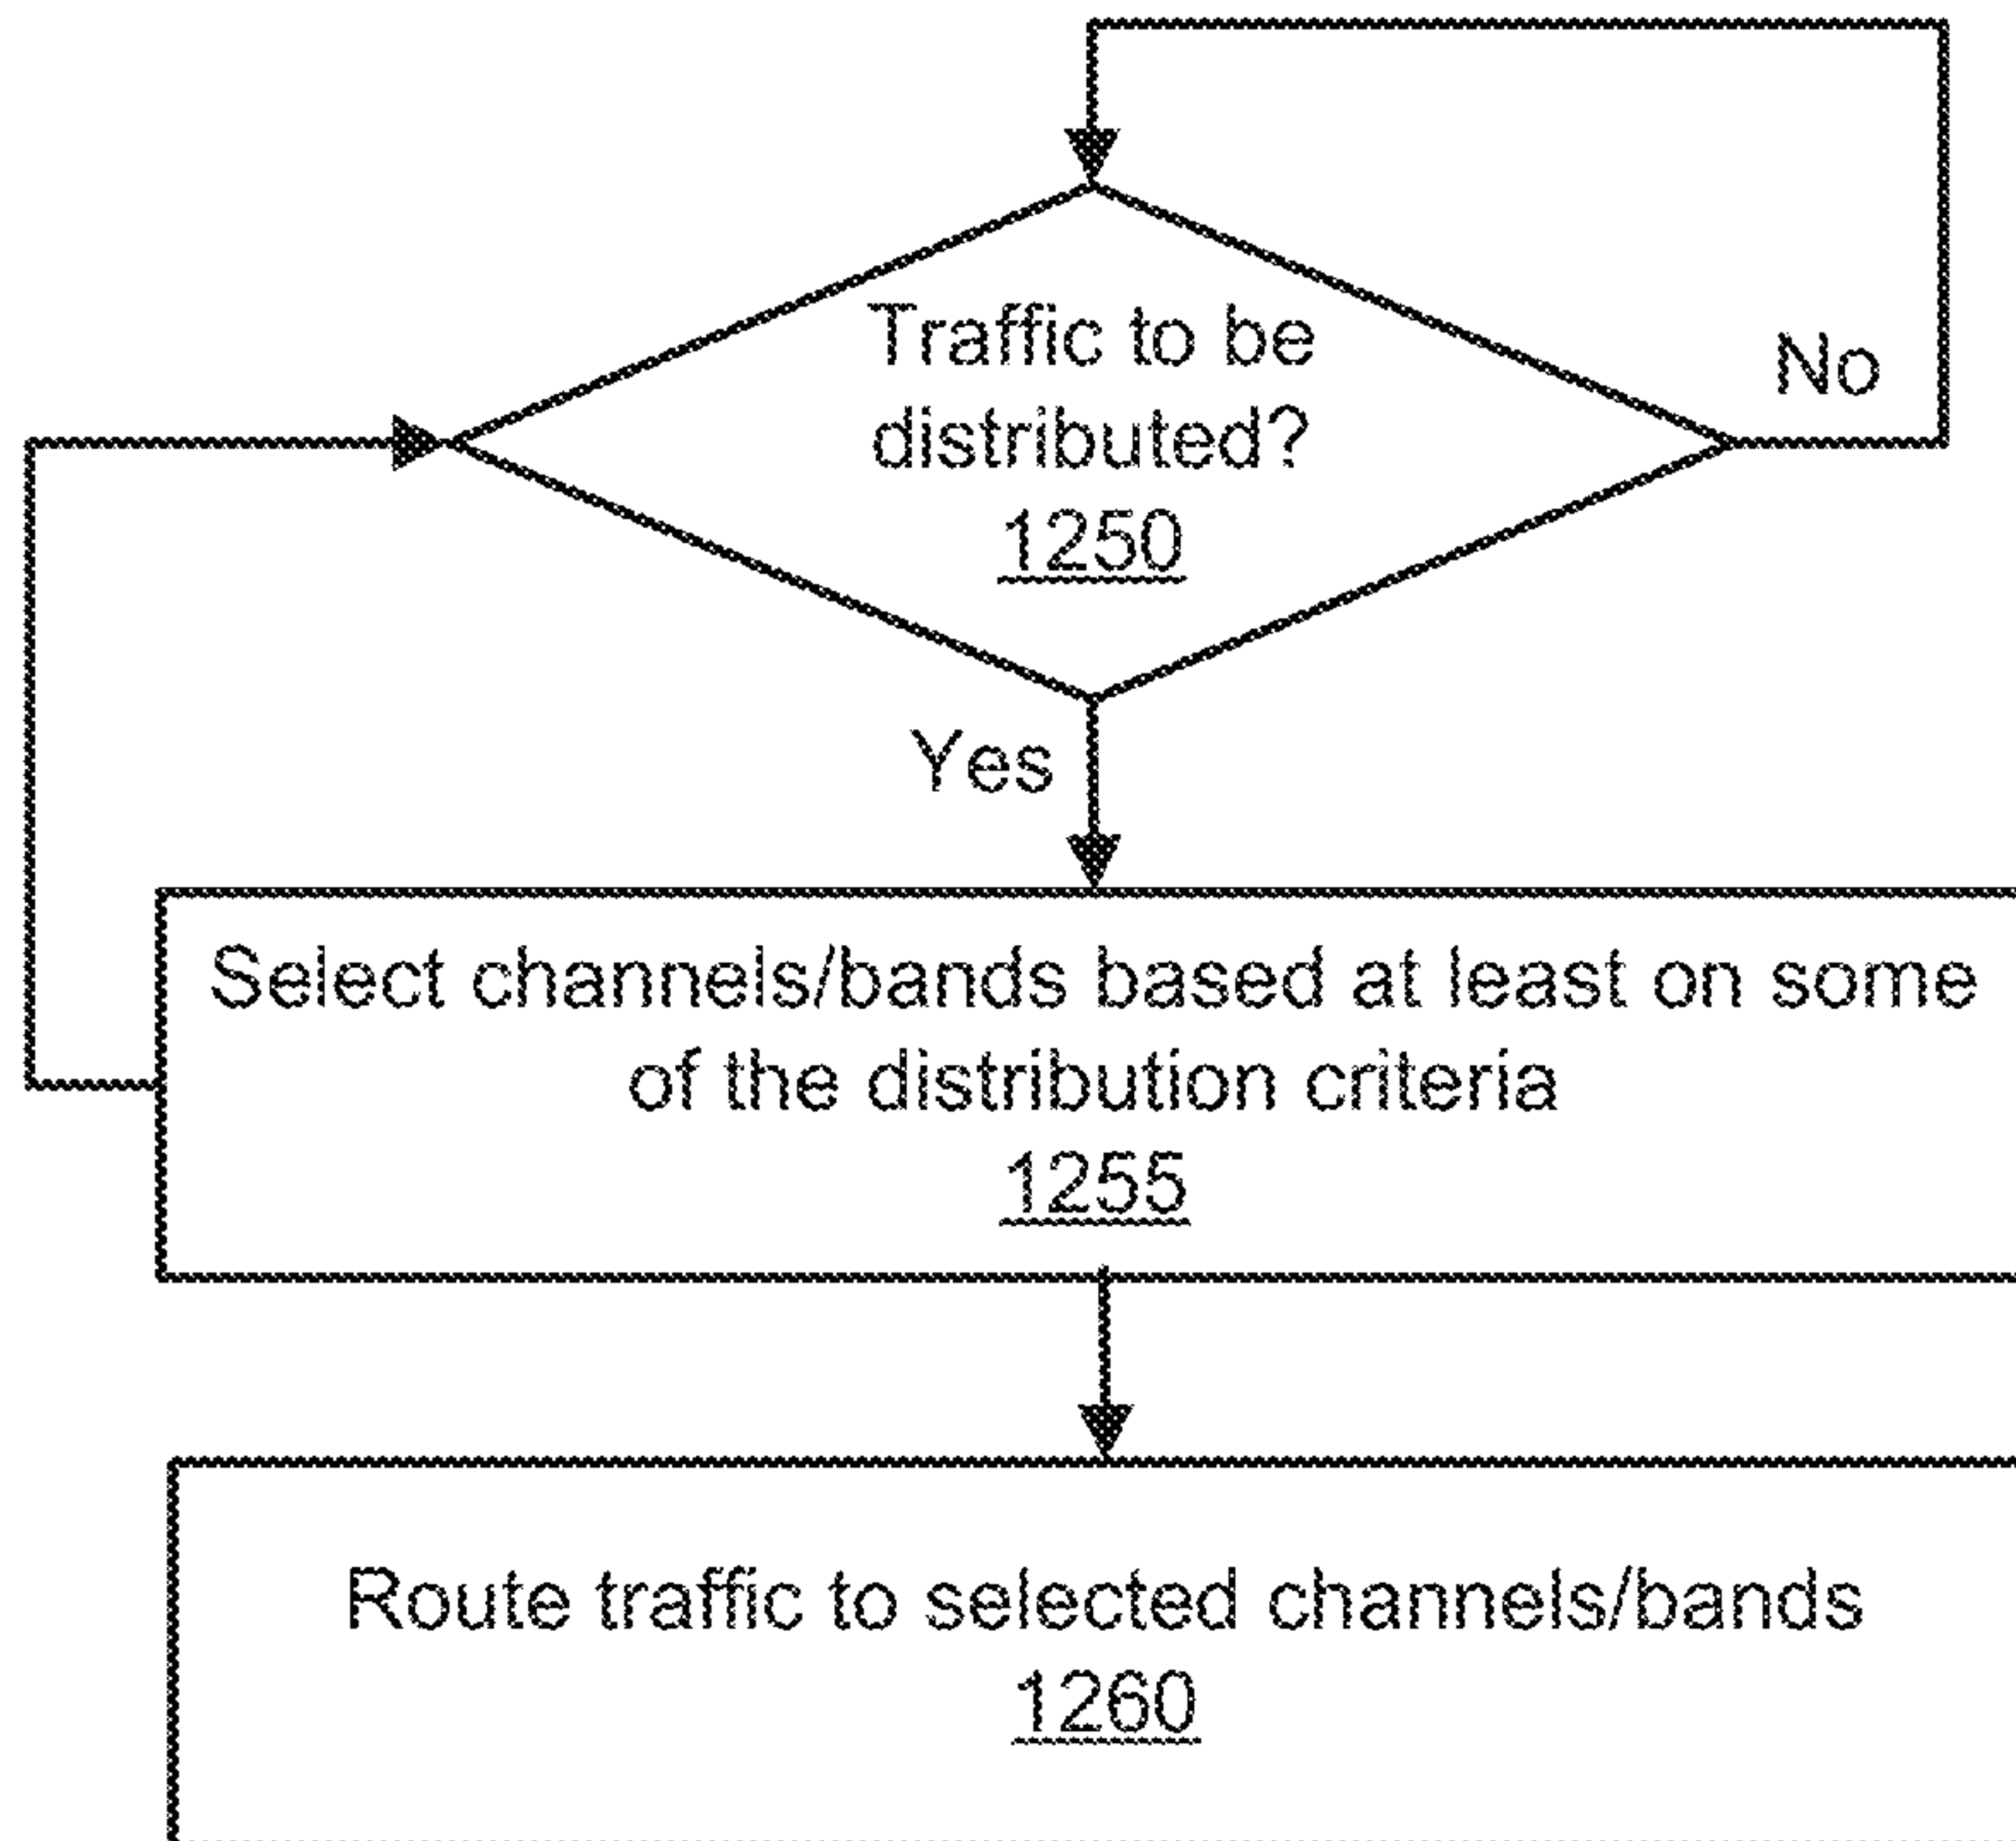 Traffic to be
distributed?
1250
No
Yes
Select channels/bands based at least on some
of the distribution criteria
1255
Route traffic to selected channels/bands
1260